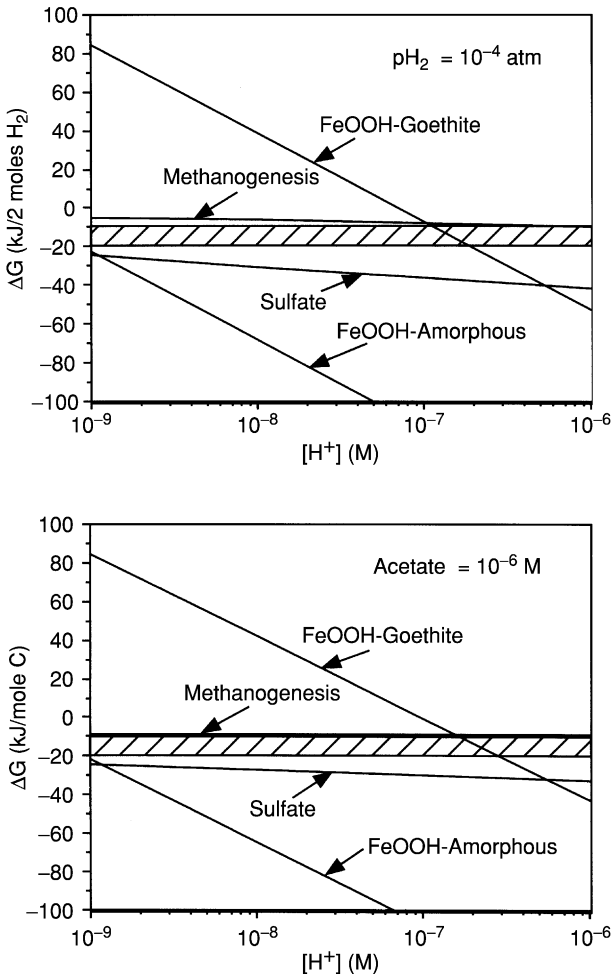 pH₂ = 10⁻⁴ atm
ΔG (kJ/2 moles H₂)
100
80
60
40
20
0
−20
−40
−60
−80
−100
FeOOH-Goethite
Methanogenesis
Sulfate
FeOOH-Amorphous
10⁻⁹ 10⁻⁸ 10⁻⁷ 10⁻⁶
[H⁺] (M)
Acetate = 10⁻⁶ M
ΔG (kJ/mole C)
100
80
60
40
20
0
−20
−40
−60
−80
−100
FeOOH-Goethite
Methanogenesis
Sulfate
FeOOH-Amorphous
10⁻⁹ 10⁻⁸ 10⁻⁷ 10⁻⁶
[H⁺] (M)